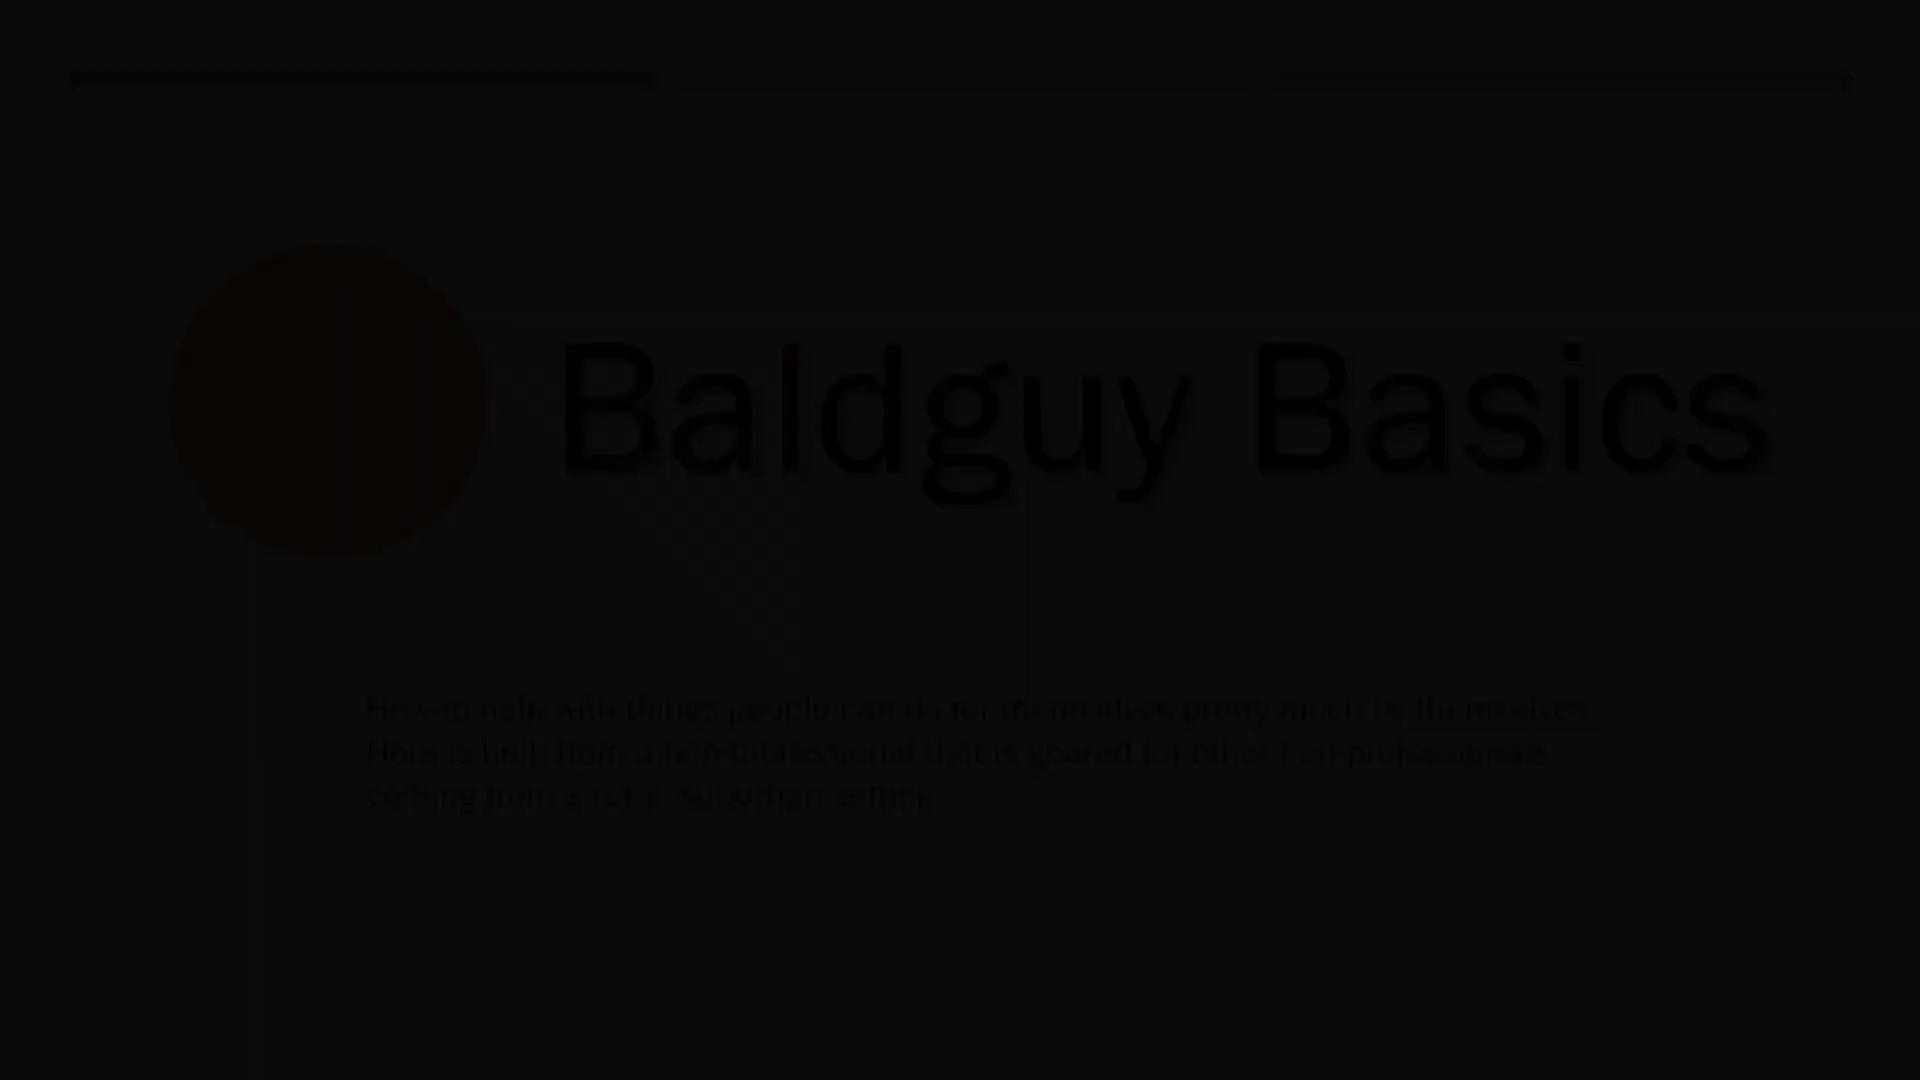 Baldguy Basics
How-to help with things people can do for themselves pretty much by themselves.
Here is help from a non-professional that is geared for other non-professionals
coming from a rural, suburban setting.